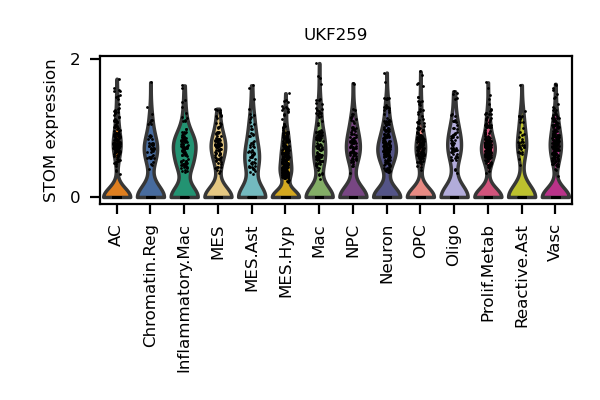 UKF259
STOM expression
2
0
AC
Chromatin.Reg
Inflammatory.Mac
MES
MES.Ast
MES.Hyp
Mac
NPC
Neuron
OPC
Oligo
Prolif.Metab
Reactive.Ast
Vasc